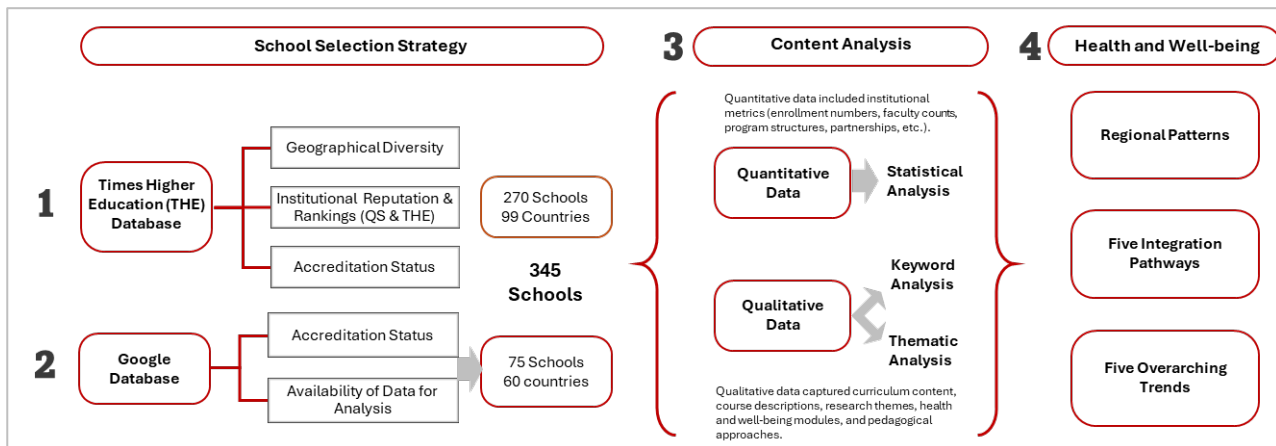 School Selection Strategy
1
Times Higher
Education (THE)
Database
Geographical Diversity
Institutional Reputation &
Rankings (QS & THE)
Accreditation Status
270 Schools
99 Countries
345
Schools
2
Google
Database
Accreditation Status
Availability of Data for
Analysis
75 Schools
60 countries
3
Content Analysis
Quantitative data included institutional
metrics (enrollment numbers, faculty counts,
program structures, partnerships, etc.).
Quantitative
Data
Statistical
Analysis
Qualitative
Data
Keyword
Analysis
Thematic
Analysis
Qualitative data captured curriculum content,
course descriptions, research themes, health
and well-being modules, and pedagogical
approaches.
4
Health and Well-being
Regional Patterns
Five Integration
Pathways
Five Overarching
Trends